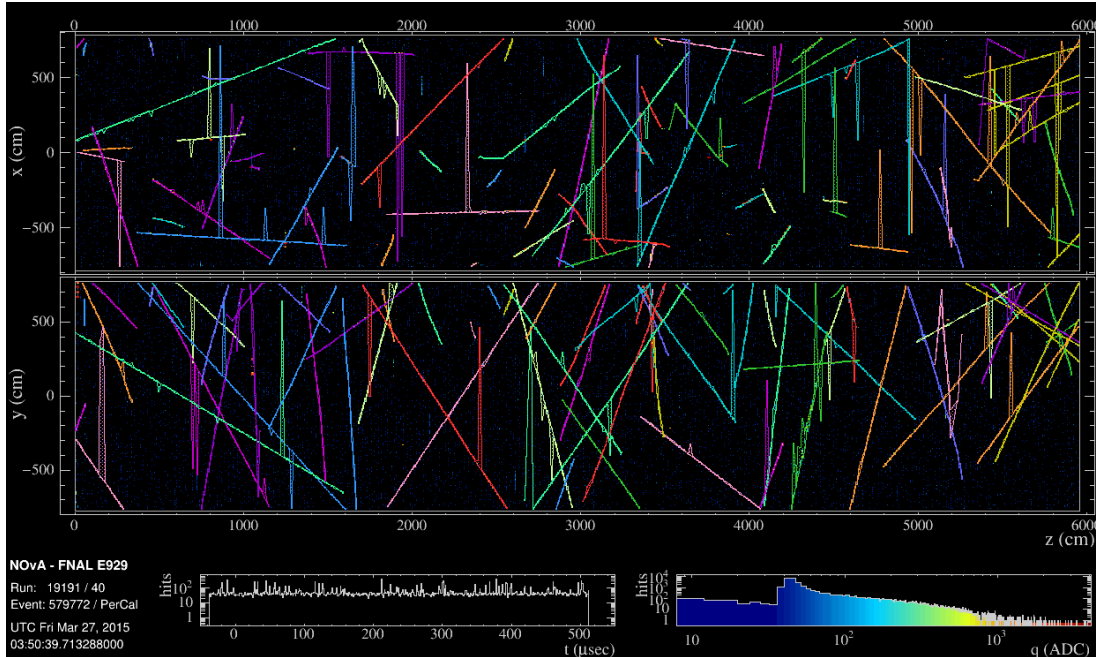 0 1000 2000 3000 4000 5000 6000
500
0
−500
x (cm)
500
0
−500
y (cm)
0 1000 2000 3000 4000 5000 6000
z (cm)
NOvA - FNAL E929
Run: 19191 / 40
Event: 579772 / PerCal
UTC Fri Mar 27, 2015
03:50:39.713288000
hits
10²
10
1
0 100 200 300 400 500
t (μsec)
hits
10⁴
10³
10²
10
1
10 10² 10³
q (ADC)